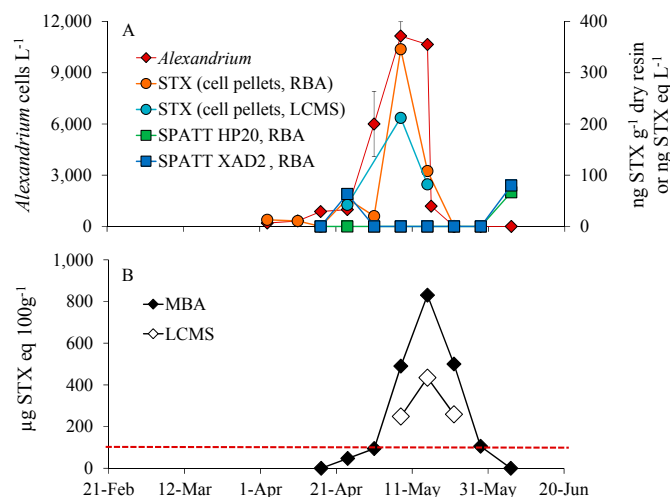 A
12,000
9,000
6,000
3,000
0
Alexandrium cells L⁻¹
Alexandrium
STX (cell pellets, RBA)
STX (cell pellets, LCMS)
SPATT HP20, RBA
SPATT XAD2 , RBA
400
300
200
100
0
ng STX g⁻¹ dry resin
or ng STX eq L⁻¹
B
1,000
800
600
400
200
0
µg STX eq 100g⁻¹
MBA
LCMS
21-Feb 12-Mar 1-Apr 21-Apr 11-May 31-May 20-Jun